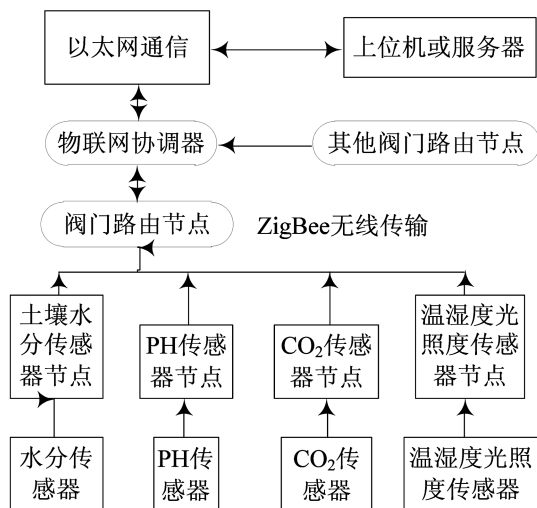 以太网通信
上位机或服务器
物联网协调器
其他阀门路由节点
阀门路由节点
ZigBee无线传输
土壤水
分传感
器节点
PH传感
器节点
CO₂传感
器节点
温湿度光
照度传感
器节点
水分传
感器
PH传
感器
CO₂传
感器
温湿度光照
度传感器